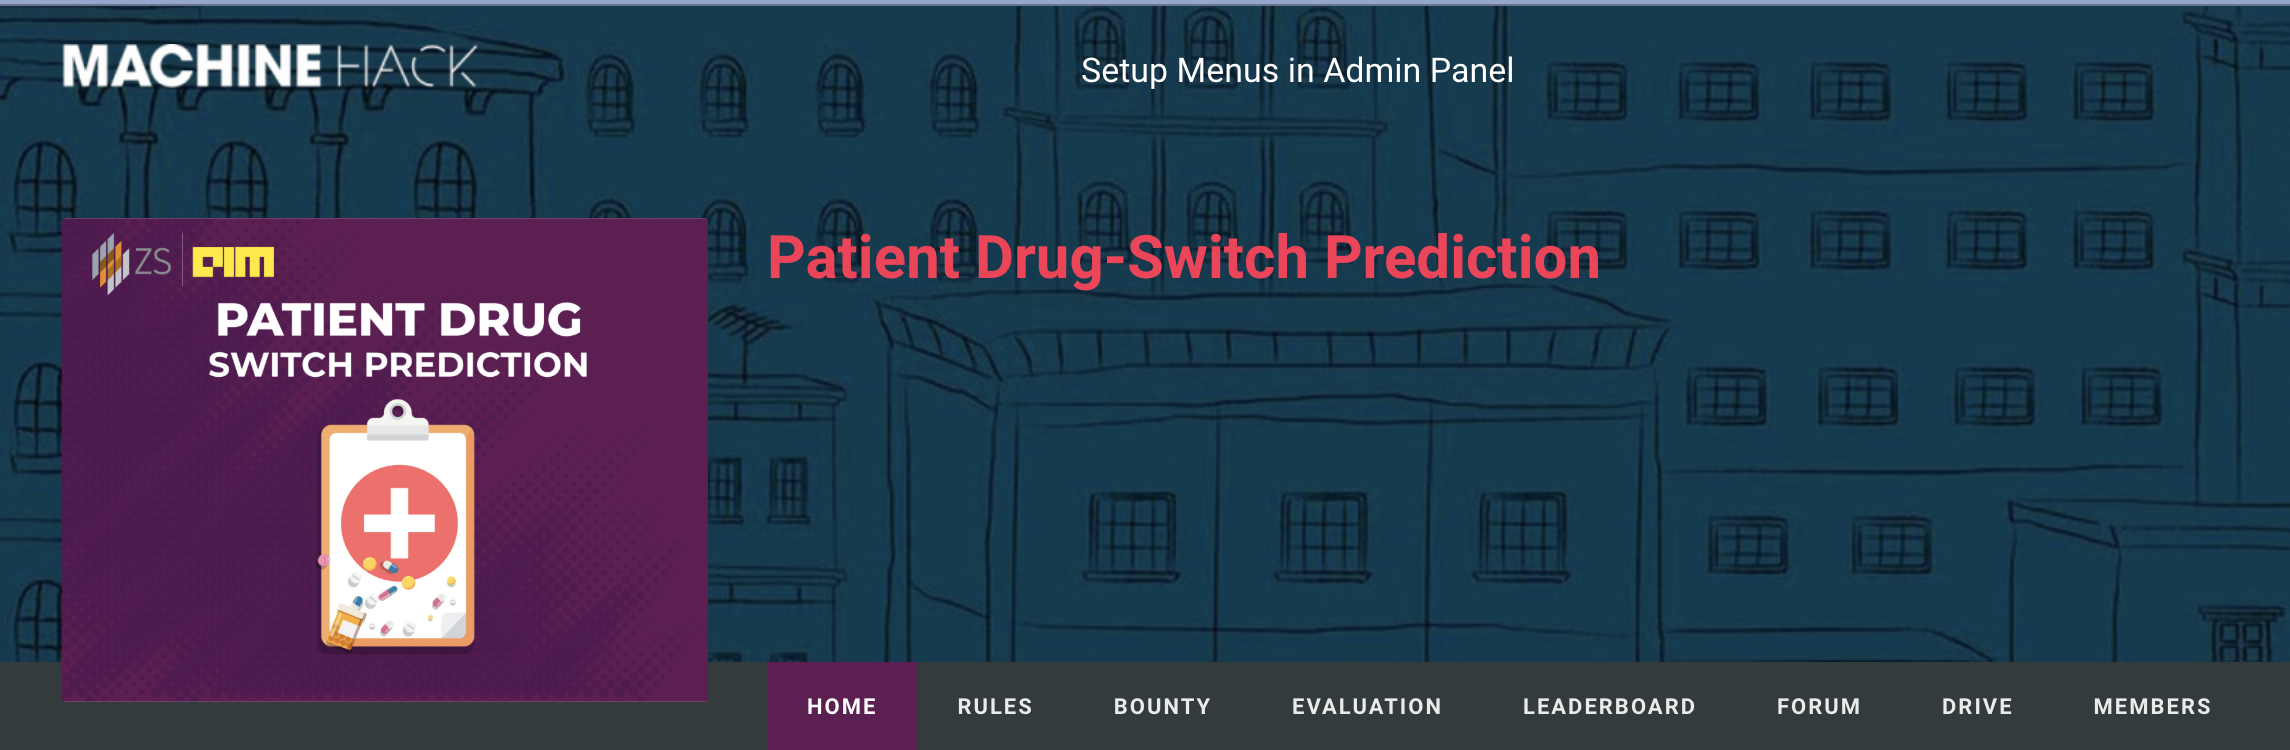 MACHINE HACK
Setup Menus in Admin Panel
ZS AIM
PATIENT DRUG
SWITCH PREDICTION
Patient Drug-Switch Prediction
HOME RULES BOUNTY EVALUATION LEADERBOARD FORUM DRIVE MEMBERS